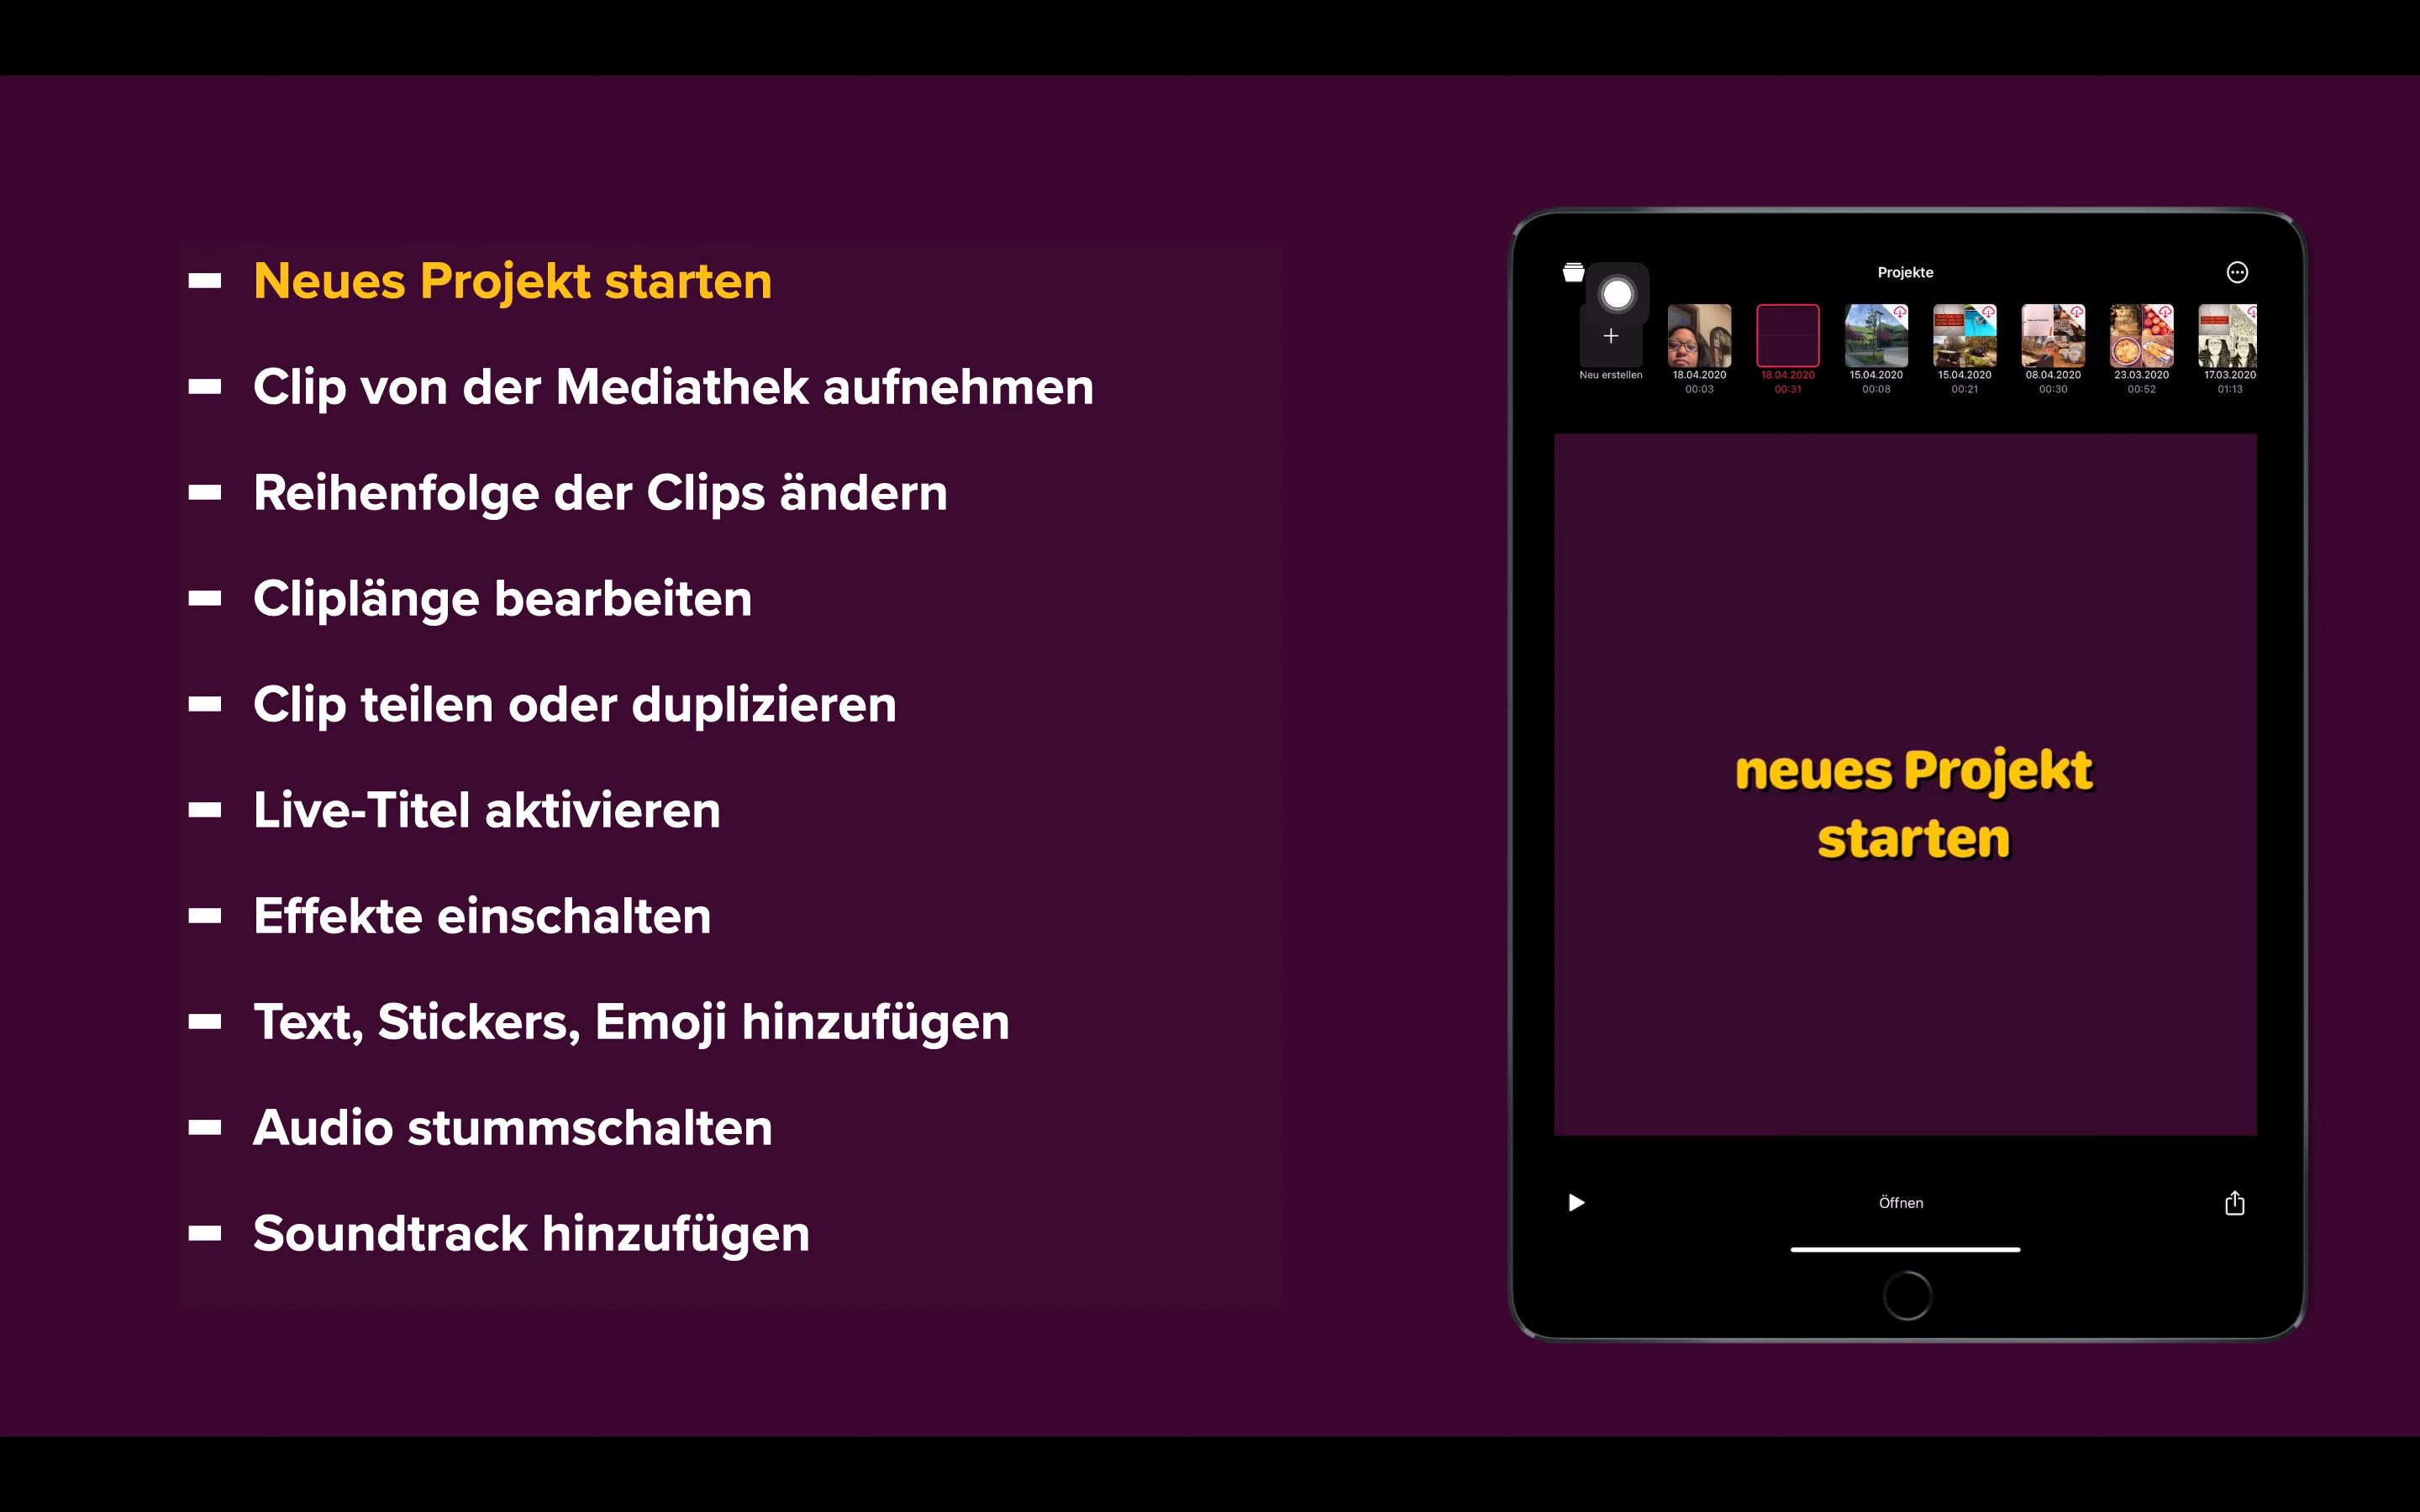 Neues Projekt starten
Clip von der Mediathek aufnehmen
Reihenfolge der Clips ändern
Cliplänge bearbeiten
Clip teilen oder duplizieren
Live-Titel aktivieren
Effekte einschalten
Text, Stickers, Emoji hinzufügen
Audio stummschalten
Soundtrack hinzufügen
Projekte
Neu erstellen
18.04.2020 18.04.2020 15.04.2020 15.04.2020 08.04.2020 23.03.2020 17.03.2020
00:03 00:31 00:08 00:21 00:30 00:52 01:13
neues Projekt
starten
Öffnen